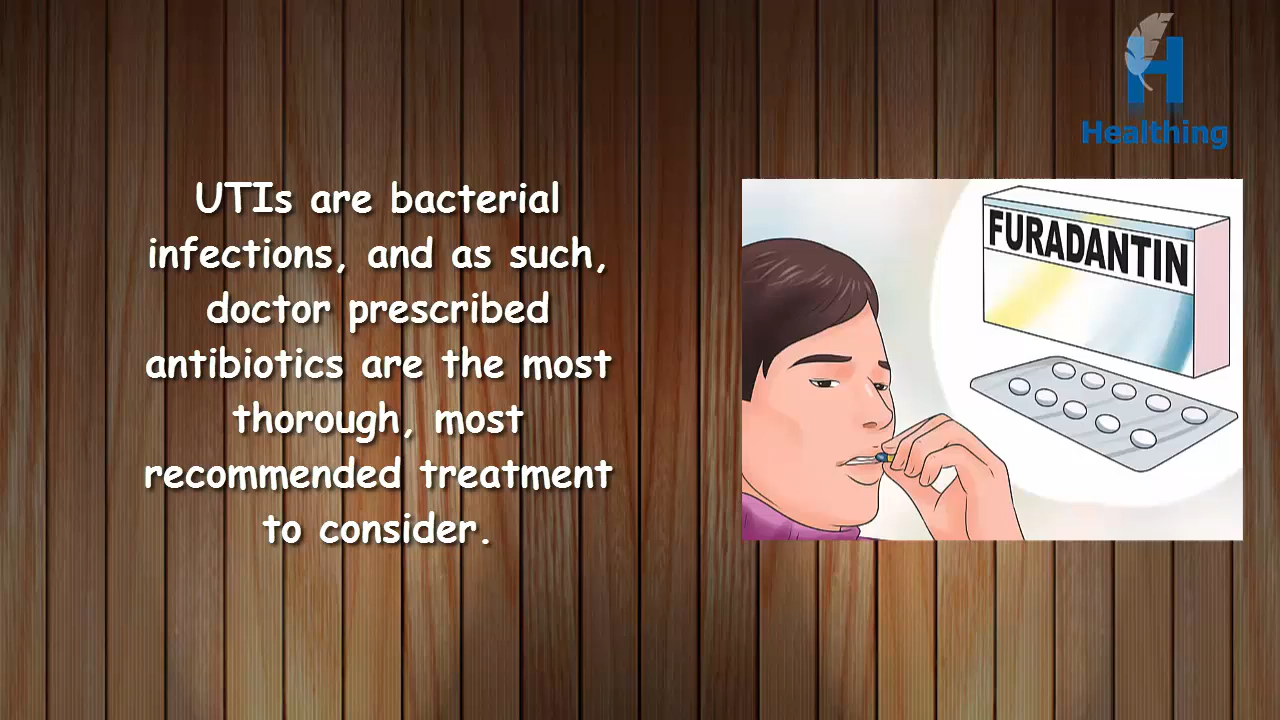 UTIs are bacterial
infections, and as such,
doctor prescribed
antibiotics are the most
thorough, most
recommended treatment
to consider.
H
Healthing
FURADANTIN